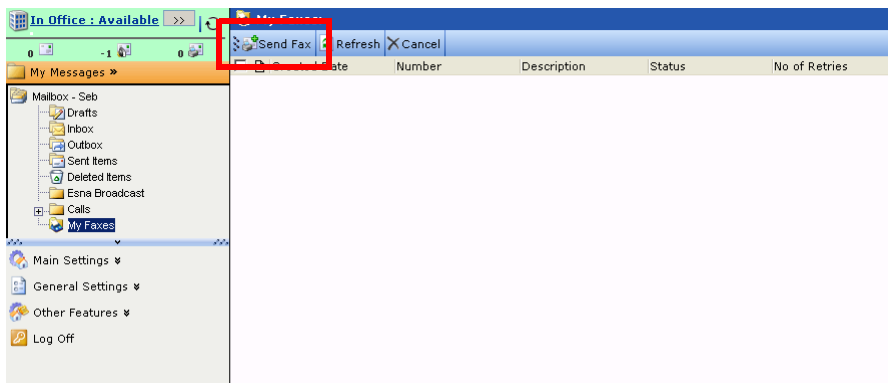 In Office : Available >>
My Faxes
0 -1 0
Send Fax Refresh Cancel
My Messages »
Created Date Number Description Status No of Retries
Mailbox - Seb
Drafts
Inbox
Outbox
Sent Items
Deleted Items
Esna Broadcast
Calls
My Faxes
Main Settings
General Settings
Other Features
Log Off